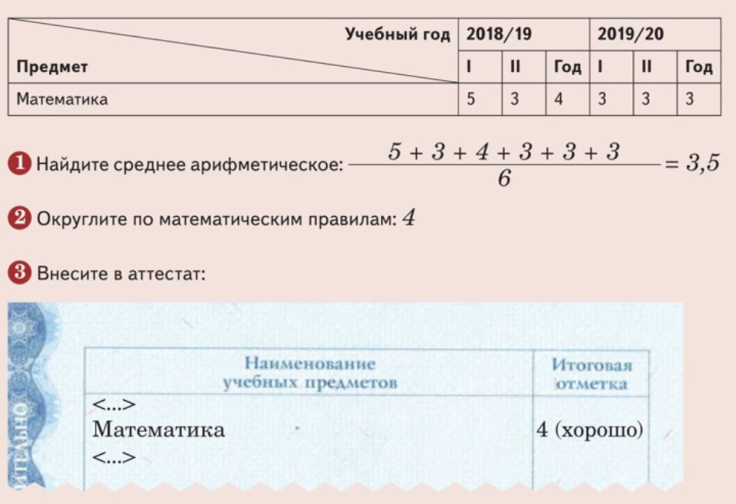 Учебный год 2018/19 2019/20
Предмет I II Год I II Год
Математика 5 3 4 3 3 3
1 Найдите среднее арифметическое: 5 + 3 + 4 + 3 + 3 + 3 / 6 = 3,5
2 Округлите по математическим правилам: 4
3 Внесите в аттестат:
Наименование
учебных предметов
Итоговая
отметка
<...>
Математика 4 (хорошо)
<...>
ИТЕЛЬНО